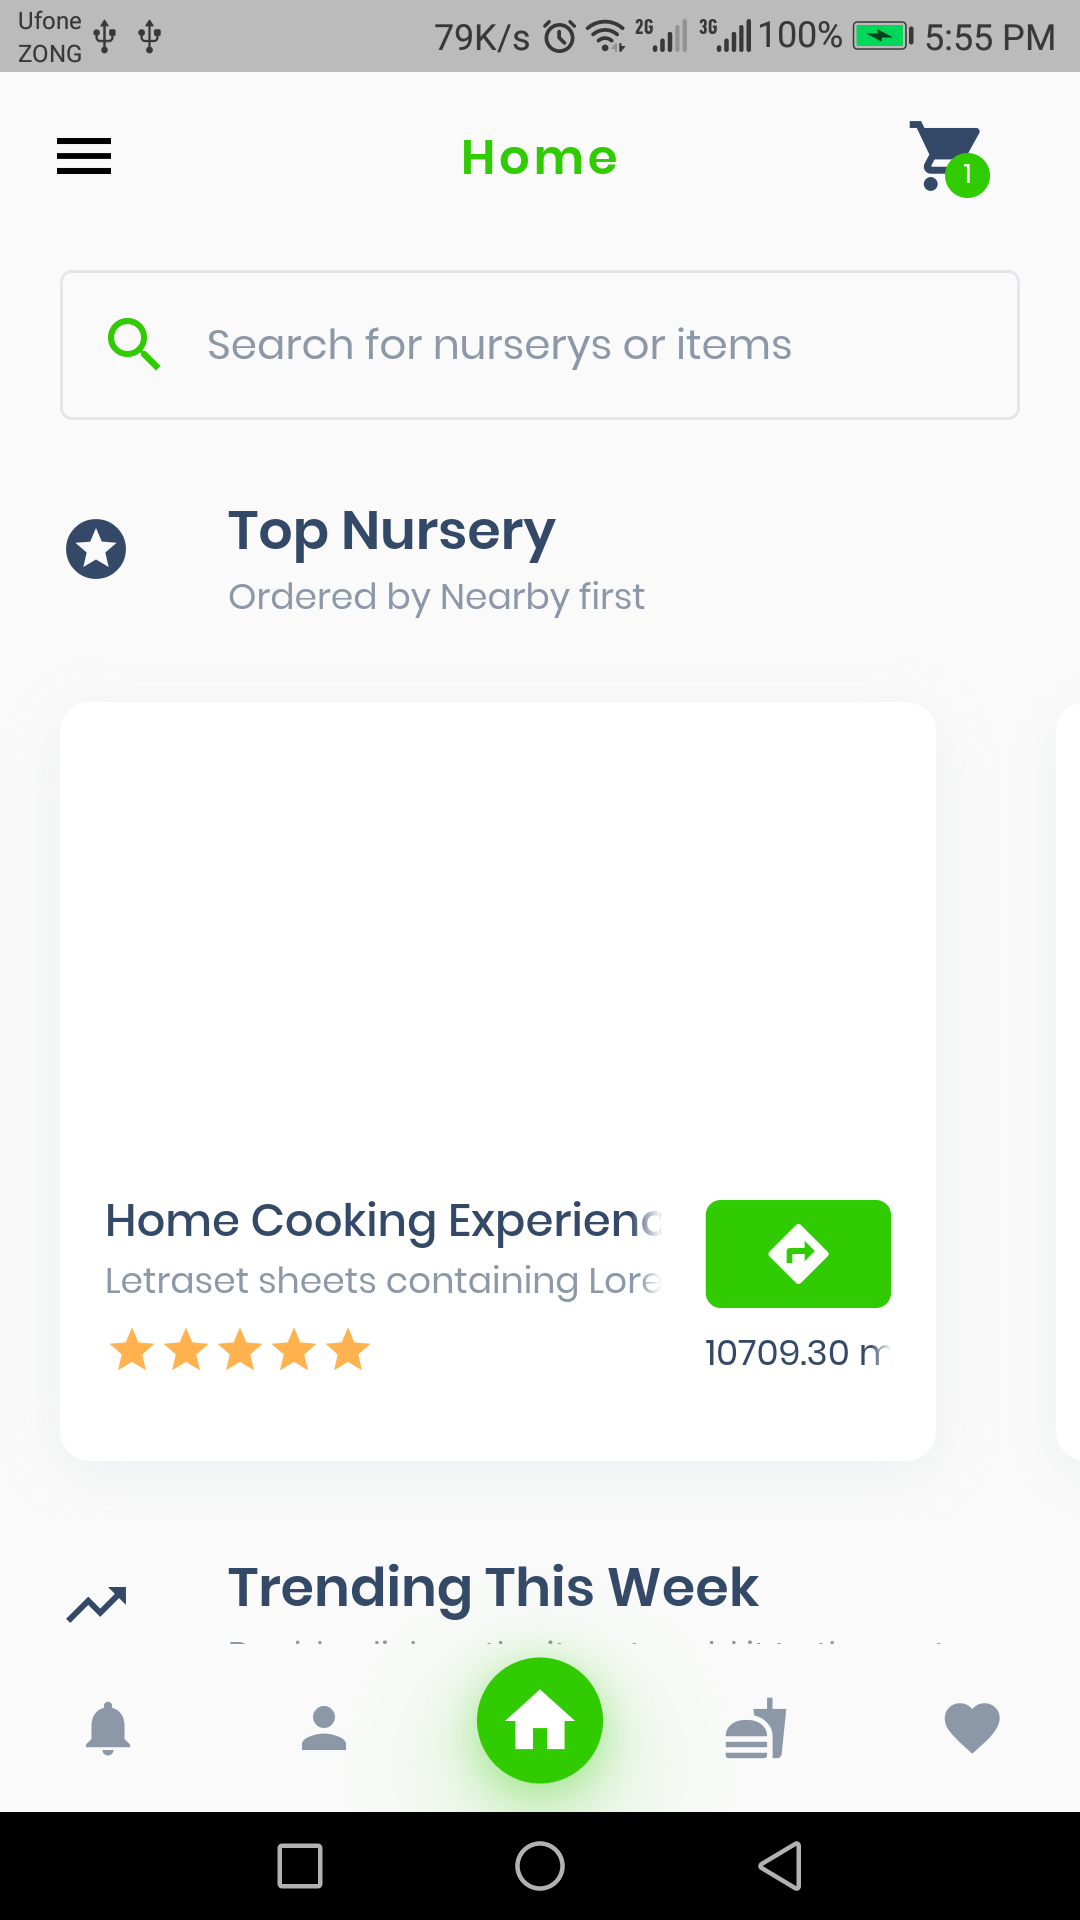 Ufone
ZONG
79K/s 2G 3G 100% 5:55 PM
Home
1
Search for nurserys or items
Top Nursery
Ordered by Nearby first
Home Cooking Experienc
Letraset sheets containing Lore
10709.30 m
Trending This Week